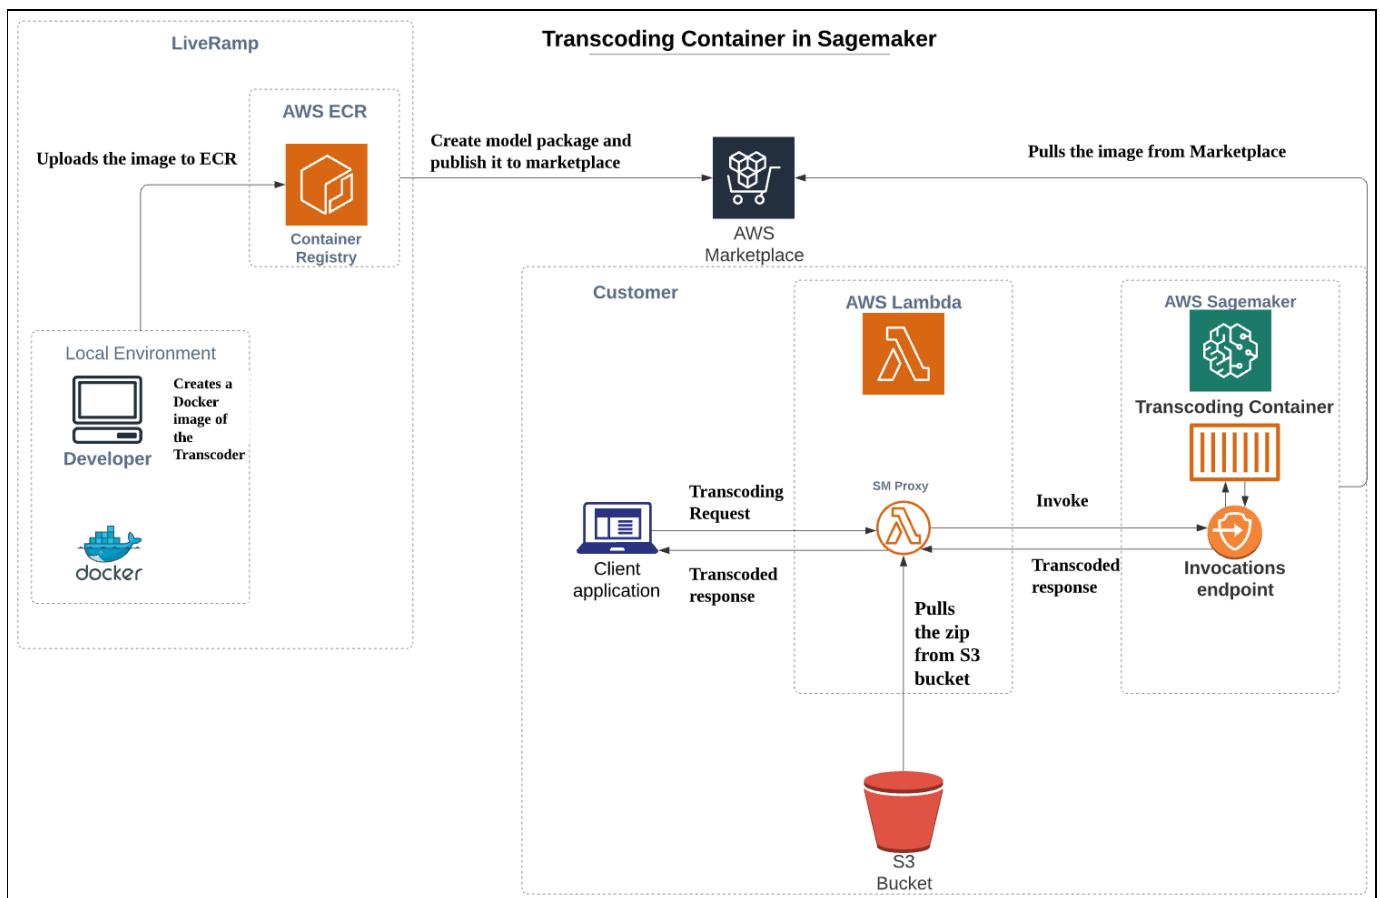 Transcoding Container in Sagemaker
LiveRamp
AWS ECR
Uploads the image to ECR
Container
Registry
Create model package and
publish it to marketplace
AWS
Marketplace
Pulls the image from Marketplace
Local Environment
Creates a
Docker
image of
the
Transcoder
Developer
docker
Customer
AWS Lambda
AWS Sagemaker
Transcoding Container
SM Proxy
Transcoding
Request
Invoke
Client
application
Transcoded
response
Transcoded
response
Invocations
endpoint
Pulls
the zip
from S3
bucket
S3
Bucket